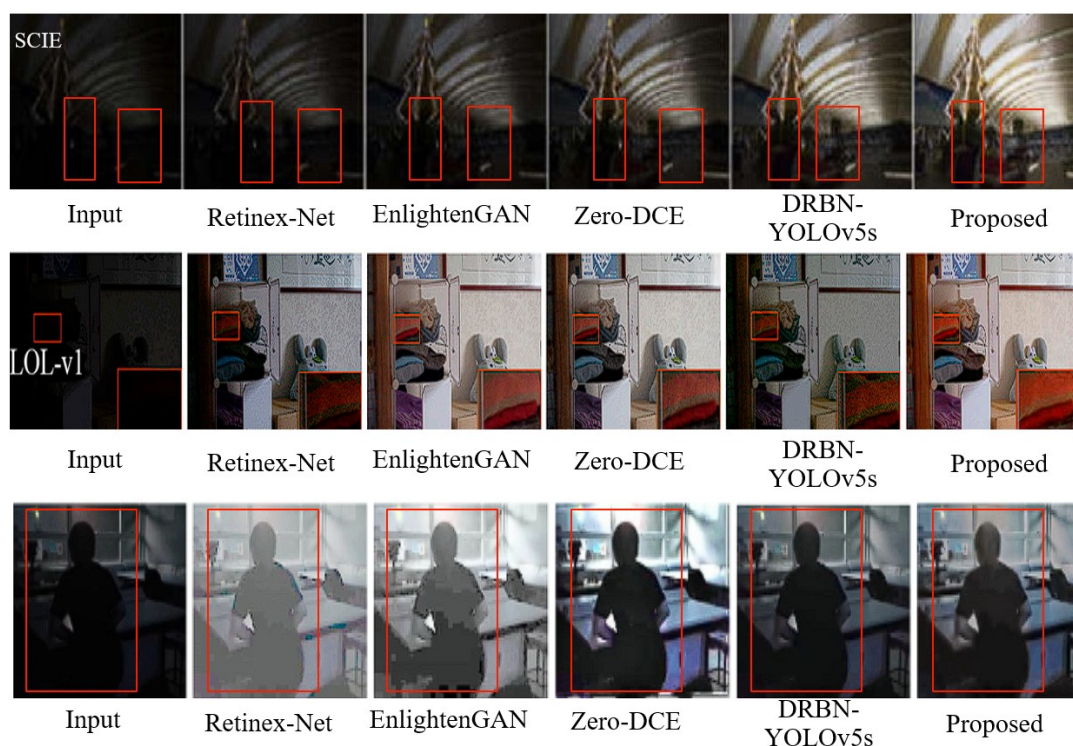 SCIE
Input
Retinex-Net
EnlightenGAN
Zero-DCE
DRBN-
YOLOv5s
Proposed
LOL-v1
Input
Retinex-Net
EnlightenGAN
Zero-DCE
DRBN-
YOLOv5s
Proposed
Input
Retinex-Net
EnlightenGAN
Zero-DCE
DRBN-
YOLOv5s
Proposed